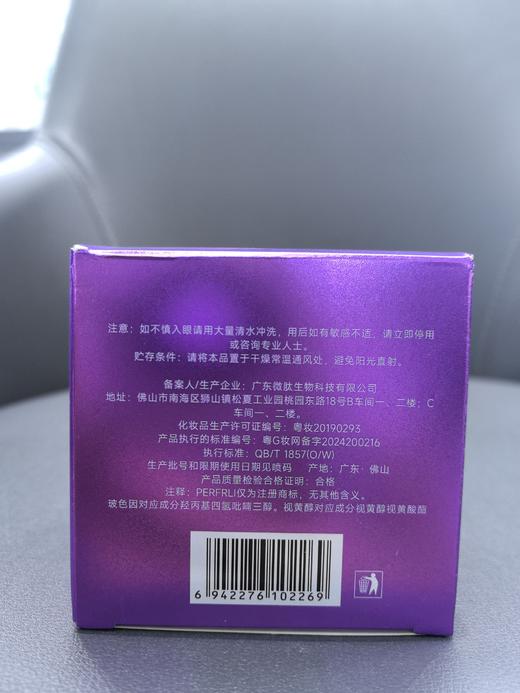 注意：如不慎入眼请用大量清水冲洗，用后如有敏感不适，请立即停用
或咨询专业人士。
贮存条件：请将本品置于干燥常温通风处，避免阳光直射。
备案人/生产企业：广东微肽生物科技有限公司
地址：佛山市南海区狮山镇松夏工业园桃园东路18号B车间一、二楼；C
车间一、二楼。
化妆品生产许可证编号：粤妆20190293
产品执行的标准编号：粤G妆网备字2024200216
执行标准：QB/T 1857(O/W)
生产批号和限期使用日期见喷码 产地：广东·佛山
产品质量检验合格证明：合格
注释：PERFRLI仅为注册商标，无其他含义。
玻色因对应成分羟丙基四氢吡喃三醇。视黄醇对应成分视黄醇视黄酸酯
6 942276 102269